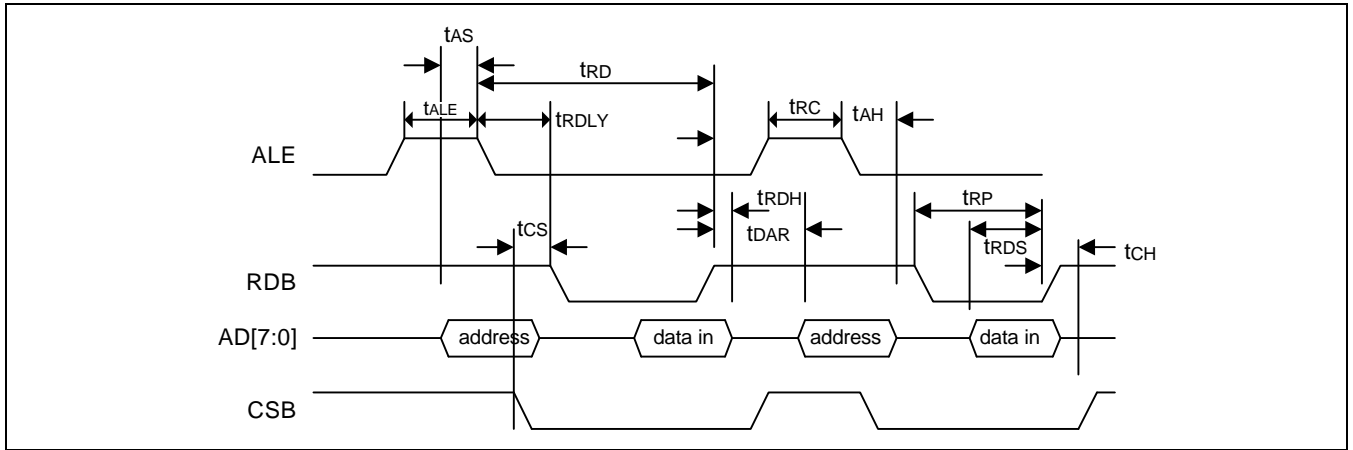 tAS
tRD
tALE
tRDLY
tRC
tAH
ALE
tRDH
tRP
tCS
tDAR
tRDS
tCH
RDB
AD[7:0]
address
data in
address
data in
CSB